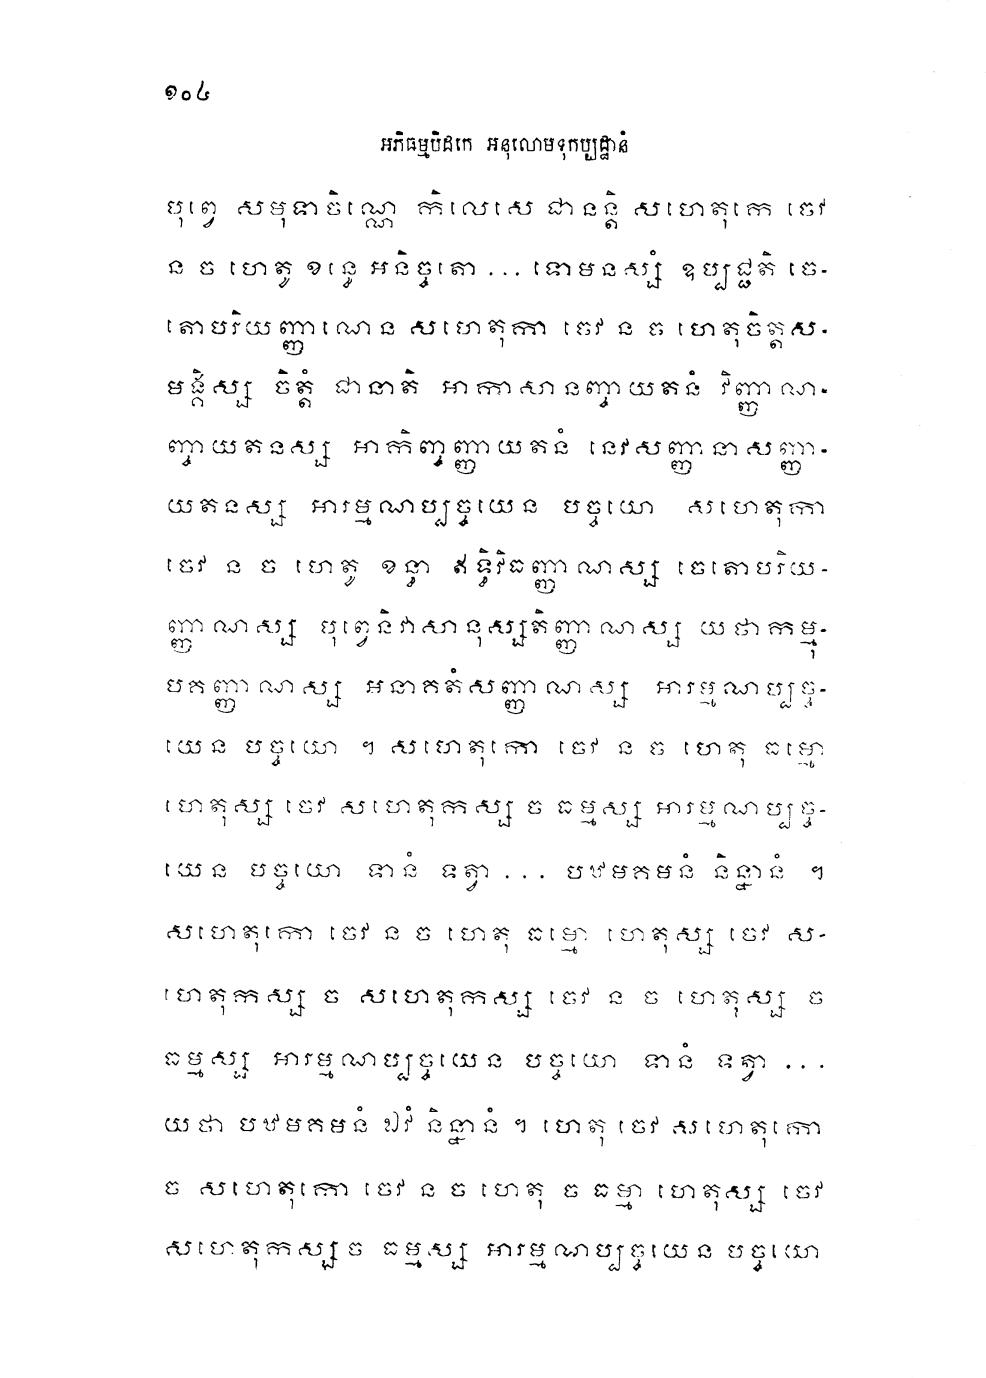 ១០៤
អភិធម្មបិដកេ អនុលោមទុកប្បដ្ឋានំ
បុព្វេ សមុទាចិណ្ណេ កិលេសេ ជានន្តិ សហេតុកេ ចេវ
ន ច ហេតូ ខន្ធេ អនិច្ចតោ ... ទោមនស្សំ ឧប្បជ្ជតិ ចេ-
តោបរិយញ្ញាណេន សហេតុកា ចេវ ន ច ហេតុចិត្តស-
មង្គិស្ស ចិត្តំ ជានាតិ អាកាសានញ្ចាយតនំ វិញ្ញាណ-
ញ្ចាយតនស្ស អាកិញ្ចញ្ញាយតនំ នេវសញ្ញានាសញ្ញា-
យតនស្ស អារម្មណប្បច្ចយេន បច្ចយោ សហេតុកា
ចេវ ន ច ហេតូ ខន្ធា ឥទ្ធិវិធញ្ញាណស្ស ចេតោបរិយ-
ញ្ញាណស្ស បុព្វេនិវាសានុស្សតិញ្ញាណស្ស យថាកម្មុ-
បកញ្ញាណស្ស អនាគតំសញ្ញាណស្ស អារម្មណប្បច្ច-
យេន បច្ចយោ ។ សហេតុកោ ចេវ ន ច ហេតុ ធម្មោ
ហេតុស្ស ចេវ សហេតុកស្ស ច ធម្មស្ស អារម្មណប្បច្ច-
យេន បច្ចយោ ទានំ ទត្វា ... បឋមគមនំ និន្នានំ ។
សហេតុកោ ចេវ ន ច ហេតុ ធម្មោ ហេតុស្ស ចេវ ស-
ហេតុកស្ស ច សហេតុកស្ស ចេវ ន ច ហេតុស្ស ច
ធម្មស្ស អារម្មណប្បច្ចយេន បច្ចយោ ទានំ ទត្វា ...
យថា បឋមគមនំ ឯវំ និន្នានំ ។ ហេតុ ចេវ សហេតុកោ
ច សហេតុកោ ចេវ ន ច ហេតុ ច ធម្មា ហេតុស្ស ចេវ
សហេតុកស្ស ច ធម្មស្ស អារម្មណប្បច្ចយេន បច្ចយោ